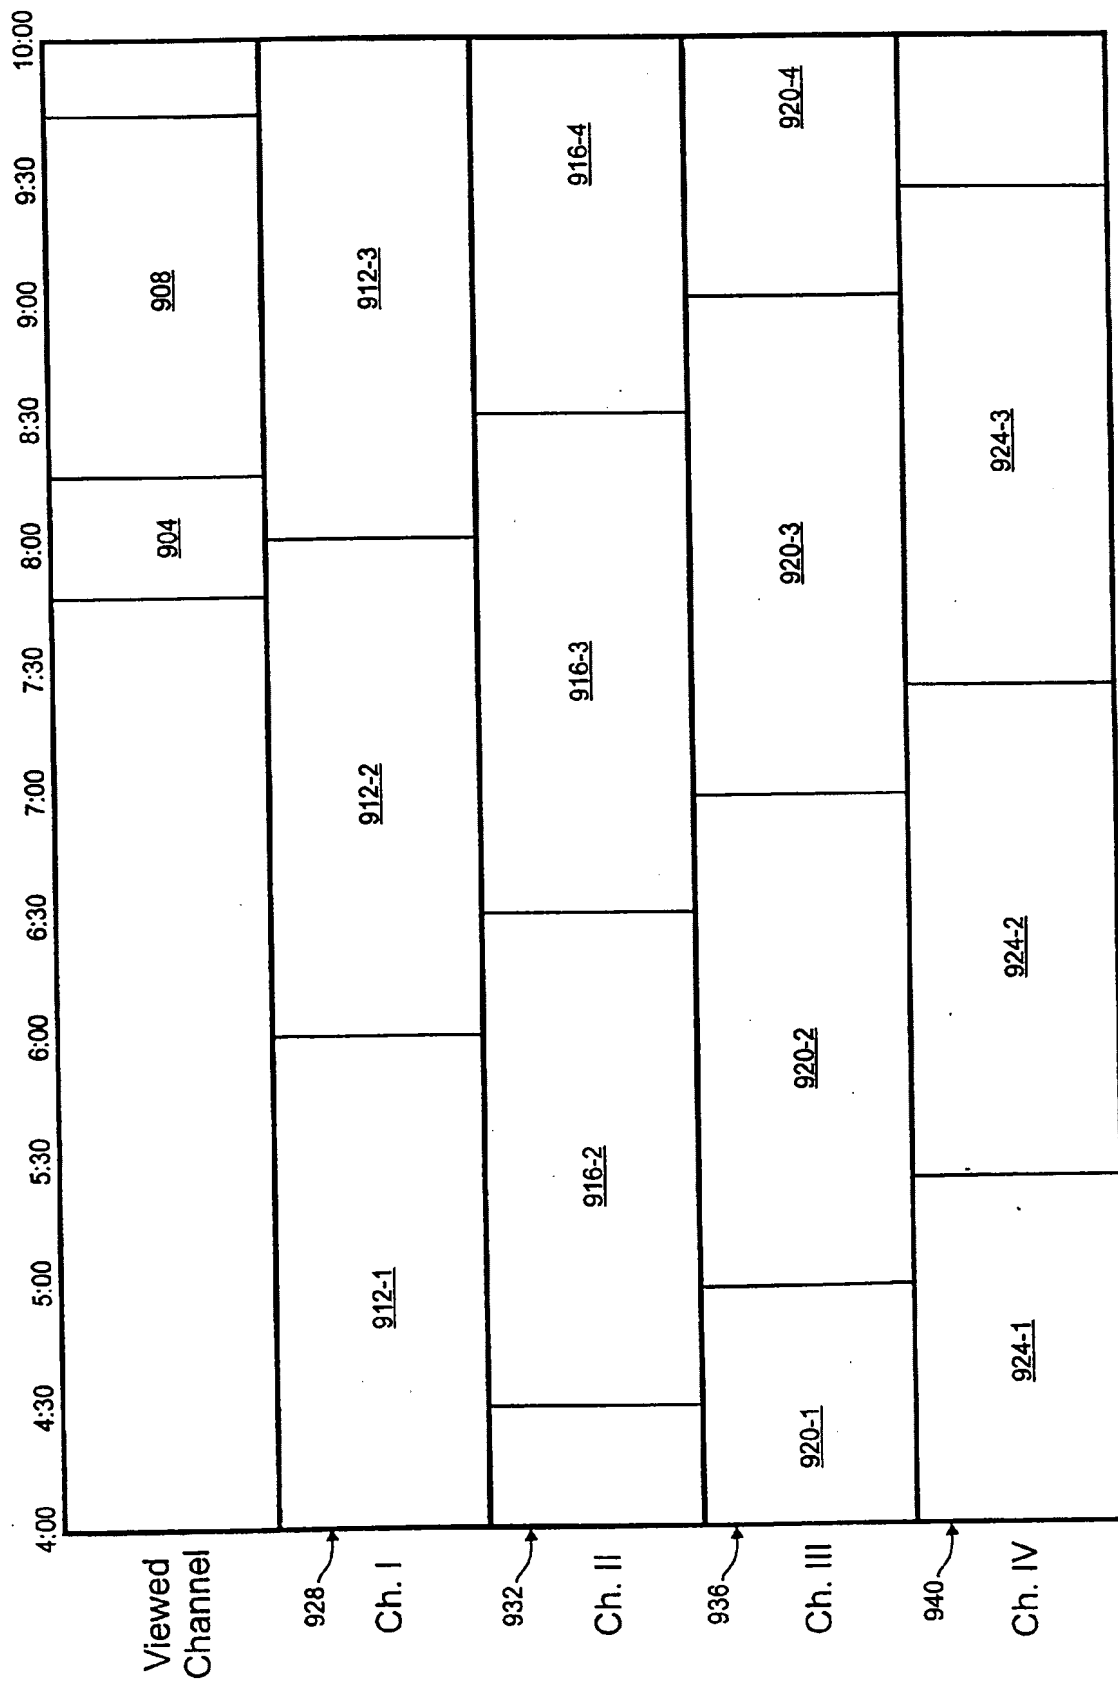 4:00 4:30 5:00 5:30 6:00 6:30 7:00 7:30 8:00 8:30 9:00 9:30 10:00
Viewed
Channel
904 908
928
Ch. I
912-1 912-2 912-3
932
Ch. II
916-2 916-3 916-4
936
Ch. III
920-1 920-2 920-3 920-4
940
Ch. IV
924-1 924-2 924-3